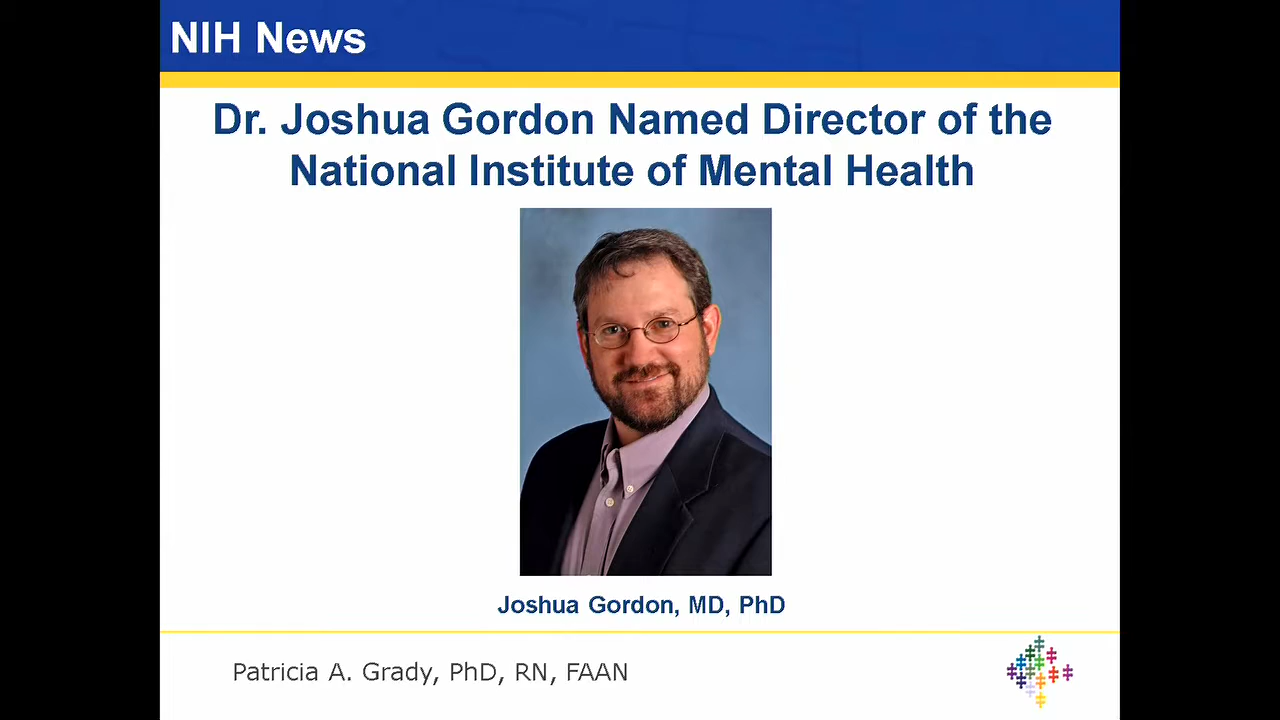 NIH News
Dr. Joshua Gordon Named Director of the
National Institute of Mental Health
Joshua Gordon, MD, PhD
Patricia A. Grady, PhD, RN, FAAN